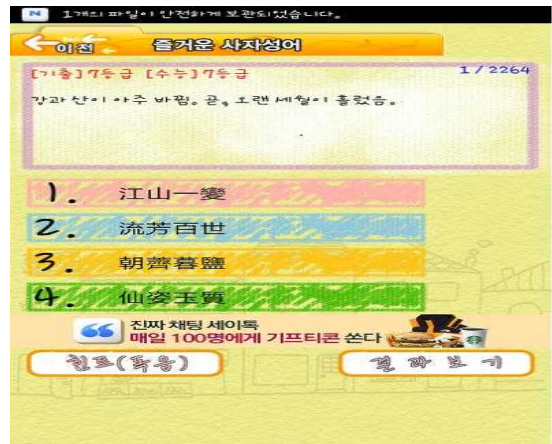 N 1개의 파일이 안전하게 보관되었습니다.
이전 즐거운 사자성어
[기출]7등급 [수능]7등급 1/2264
강과 산이 아주 바뀜. 곧, 오랜 세월이 흘렀음.
1. 江山一變
2. 流芳百世
3. 朝齊暮鹽
4. 仙姿玉質
진짜 채팅 세이톡
매일 100명에게 기프티콘 쏜다
힌트(독음) 결과보기